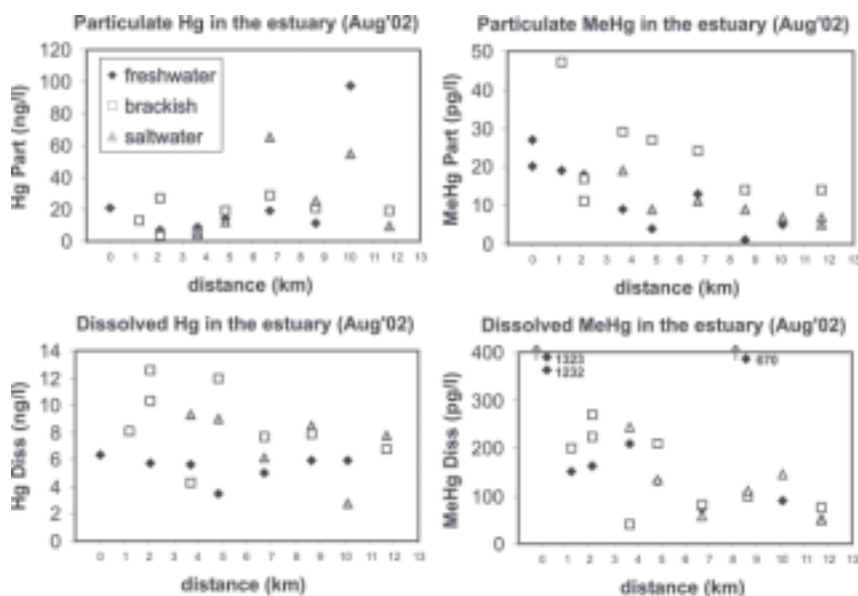 Particulate Hg in the estuary (Aug'02)
Hg Part (ng/l)
120
100
80
60
40
20
0
freshwater
brackish
saltwater
0 1 2 3 4 5 6 7 8 9 10 11 12 13
distance (km)
Particulate MeHg in the estuary (Aug'02)
MeHg Part (pg/l)
50
40
30
20
10
0
0 1 2 3 4 5 6 7 8 9 10 11 12 13
distance (km)
Dissolved Hg in the estuary (Aug'02)
Hg Diss (ng/l)
14
12
10
8
6
4
2
0
0 1 2 3 4 5 6 7 8 9 10 11 12 13
distance (km)
Dissolved MeHg in the estuary (Aug'02)
MeHg Diss (pg/l)
400
300
200
100
0
1323
1232
670
0 1 2 3 4 5 6 7 8 9 10 11 12 13
distance (km)